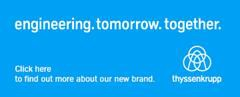 engineering.tomorrow.together.
Click here
to find out more about our new brand.
thyssenkrupp